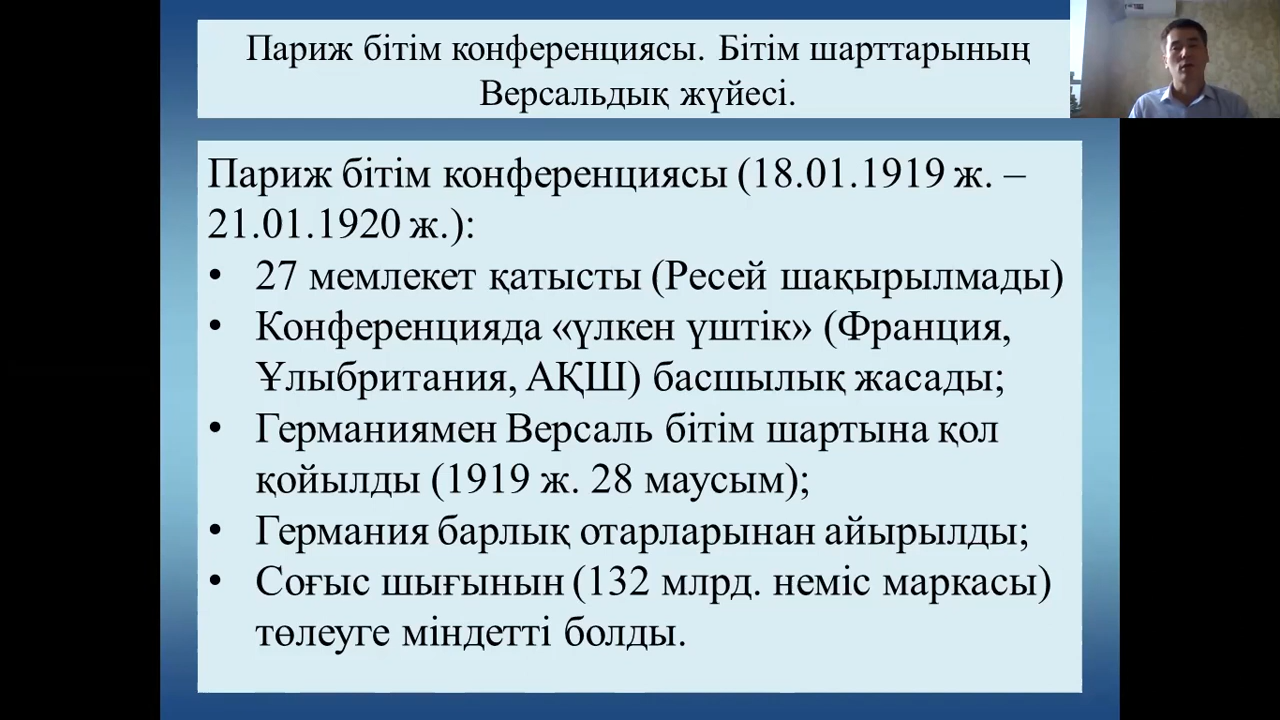 Париж бітім конференциясы. Бітім шарттарының
Версальдық жүйесі.
Париж бітім конференциясы (18.01.1919 ж. –
21.01.1920 ж.):
• 27 мемлекет қатысты (Ресей шақырылмады)
• Конференцияда «үлкен үштік» (Франция,
Ұлыбритания, АҚШ) басшылық жасады;
• Германиямен Версаль бітім шартына қол
қойылды (1919 ж. 28 маусым);
• Германия барлық отарларынан айырылды;
• Соғыс шығынын (132 млрд. неміс маркасы)
төлеуге міндетті болды.